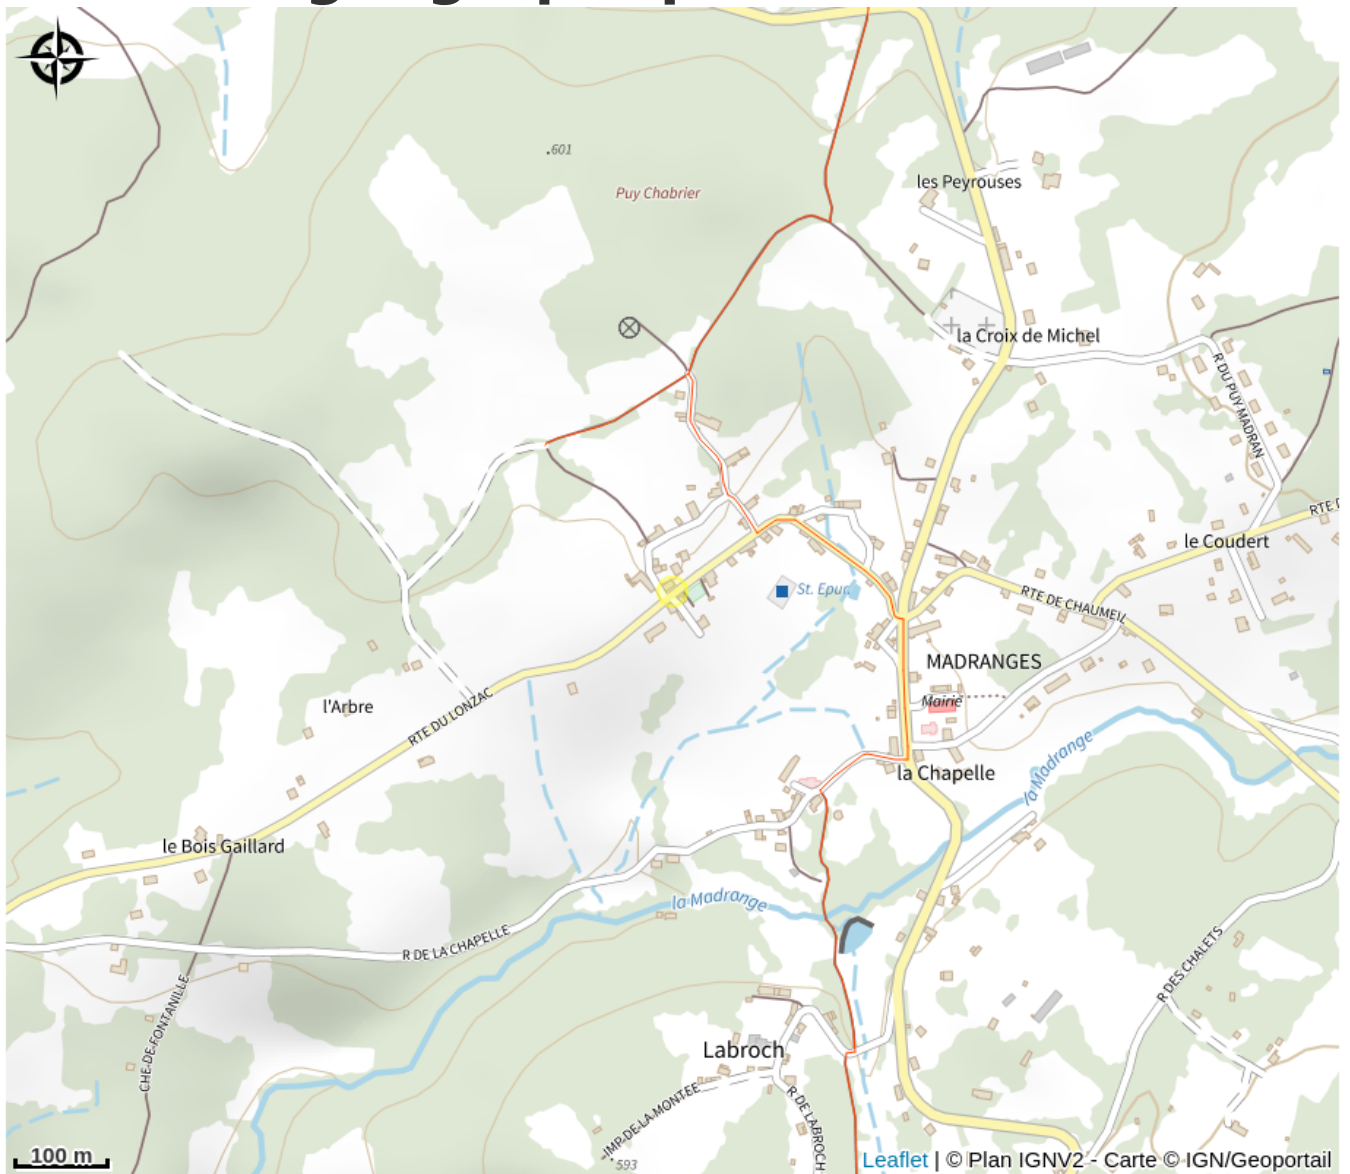 .601
Puy Chabrier
les Peyrouses
la Croix de Michel
R DU PUY MADRAN
RTE
le Coudert
St. Epur.
RTE DE CHAUMEIL
MADRANGES
Mairie
l'Arbre
RTE DU LONZAC
la Madrange
la Chapelle
le Bois Gaillard
la Madrange
R DE LA CHAPELLE
R DES CHALETS
CHE DE FONTANILLE
Labroch
IMP DE LA MONTEE
R DE LABROCH
.593
100 m
Leaflet | © Plan IGNV2 - Carte © IGN/Geoportail